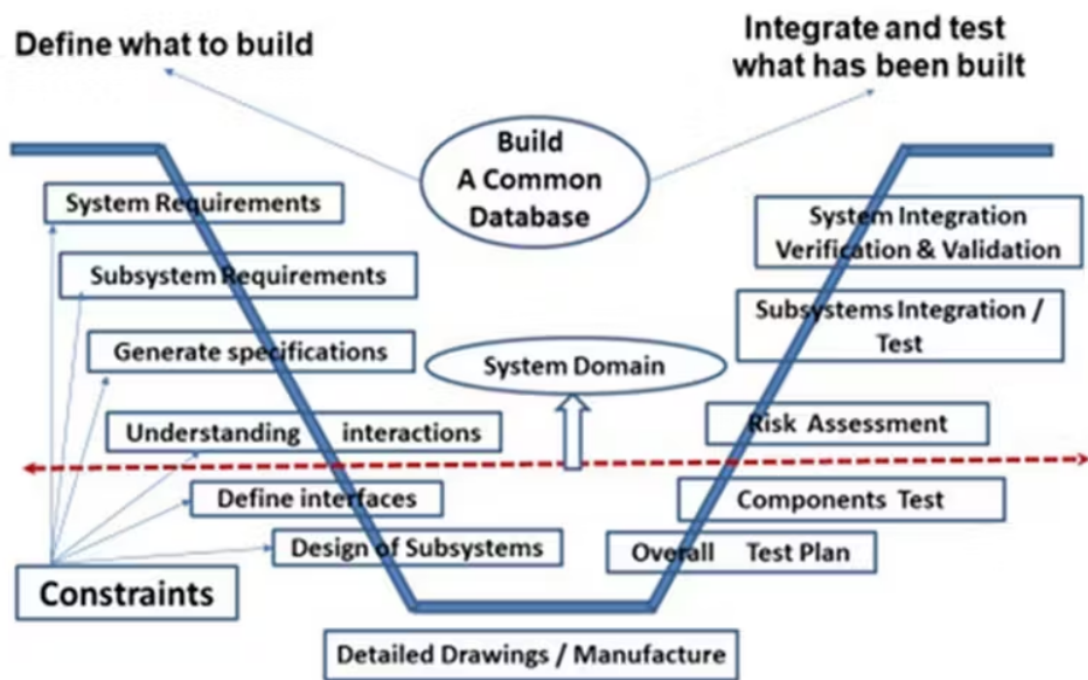 Define what to build
Integrate and test
what has been built
Build
A Common
Database
System Requirements
Subsystem Requirements
Generate specifications
Understanding interactions
Define interfaces
Design of Subsystems
Constraints
System Domain
System Integration
Verification & Validation
Subsystems Integration /
Test
Risk Assessment
Components Test
Overall Test Plan
Detailed Drawings / Manufacture